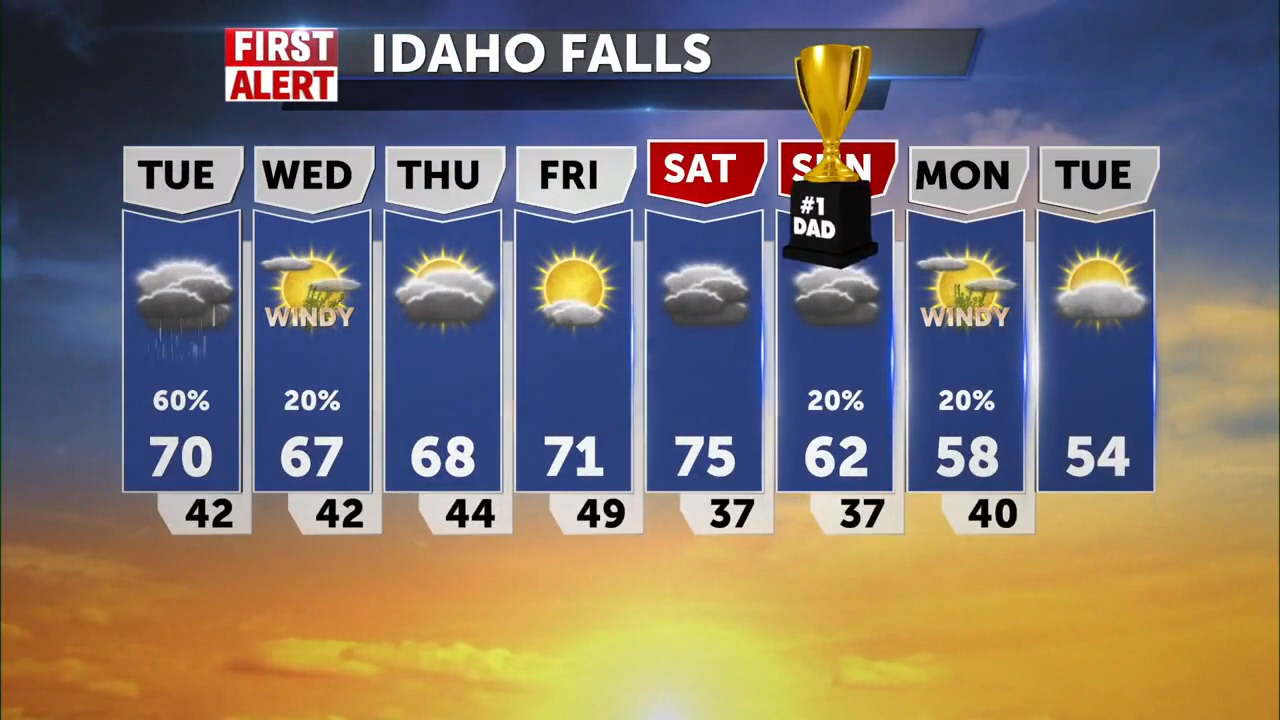 FIRST
ALERT
IDAHO FALLS
TUE WED THU FRI SAT SUN MON TUE
#1
DAD
WINDY WINDY
60% 20% 20% 20%
70 67 68 71 75 62 58 54
42 42 44 49 37 37 40